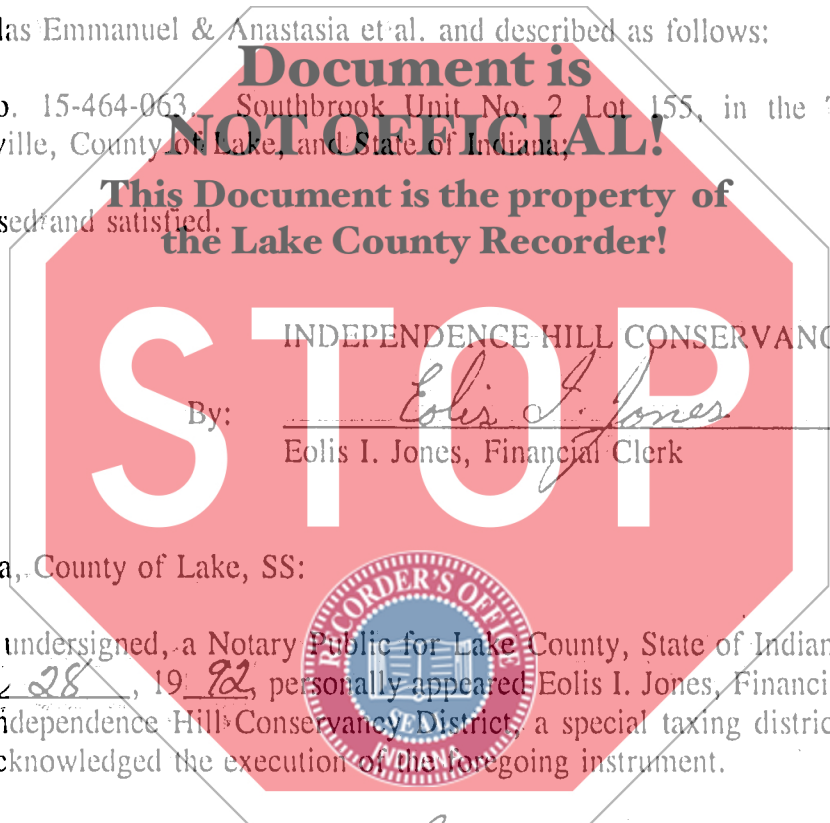 las Emmanuel & Anastasia et al. and described as follows:
Document is
o. 15-464-063. Southbrook Unit No. 2 Lot 155, in the T
NOT OFFICIAL!
ville, County of Lake, and State of Indiana;
This Document is the property of
sed and satisfied.
the Lake County Recorder!
STOP
INDEPENDENCE HILL CONSERVANC
By: Eolis I. Jones
Eolis I. Jones, Financial Clerk
a, County of Lake, SS:
RECORDER'S OFFICE
undersigned, a Notary Public for Lake County, State of Indian
28, 1992, personally appeared Eolis I. Jones, Financi
ndependence Hill Conservancy District, a special taxing distric
SEAL
INDIANA
cknowledged the execution of the foregoing instrument.